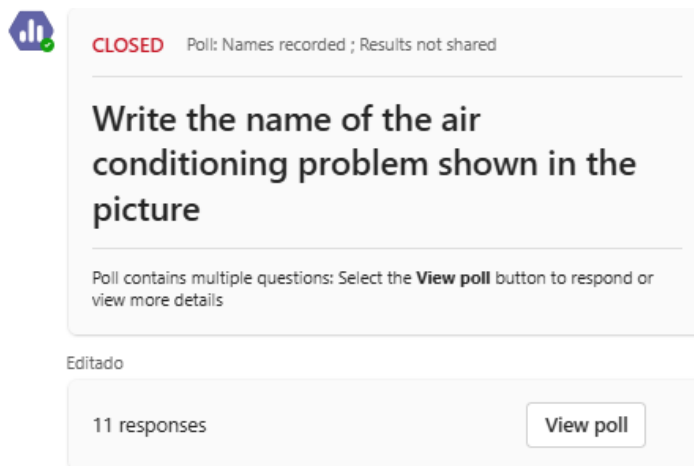 CLOSED Poll: Names recorded ; Results not shared
Write the name of the air
conditioning problem shown in the
picture
Poll contains multiple questions: Select the View poll button to respond or
view more details
Editado
11 responses View poll